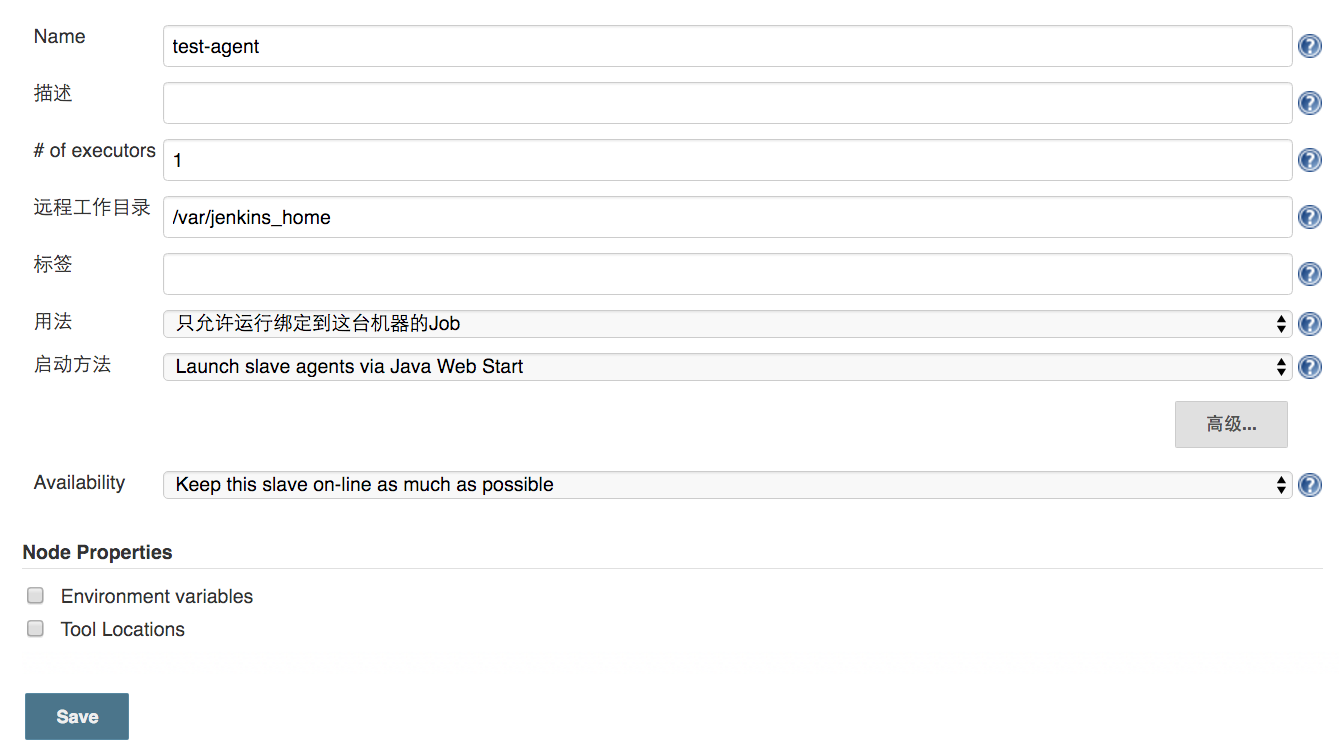 Name
test-agent
描述
# of executors
1
远程工作目录
/var/jenkins_home
标签
用法
只允许运行绑定到这台机器的Job
启动方法
Launch slave agents via Java Web Start
高级...
Availability
Keep this slave on-line as much as possible
Node Properties
Environment variables
Tool Locations
Save